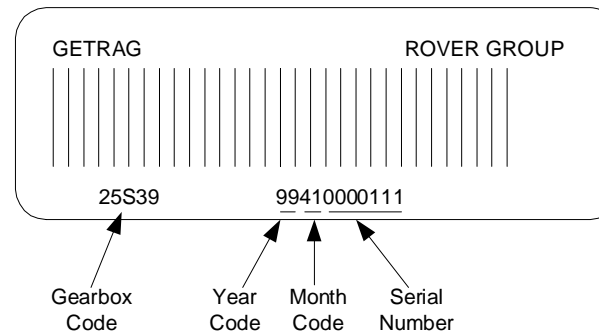 GETRAG ROVER GROUP
25S39 99410000111
Gearbox Year Month Serial
Code Code Code Number